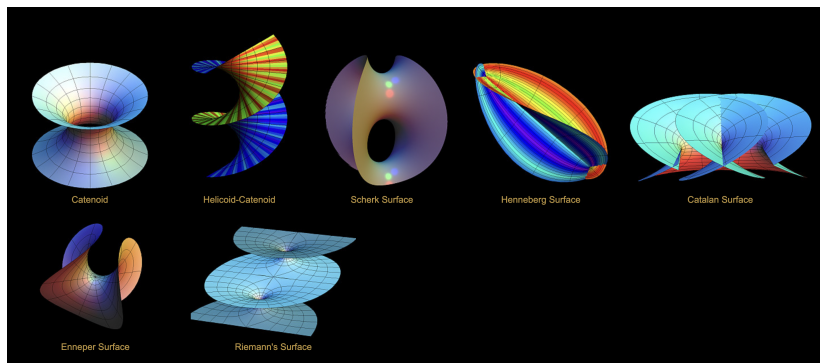 Catenoid
Helicoid-Catenoid
Scherk Surface
Henneberg Surface
Catalan Surface
Enneper Surface
Riemann's Surface